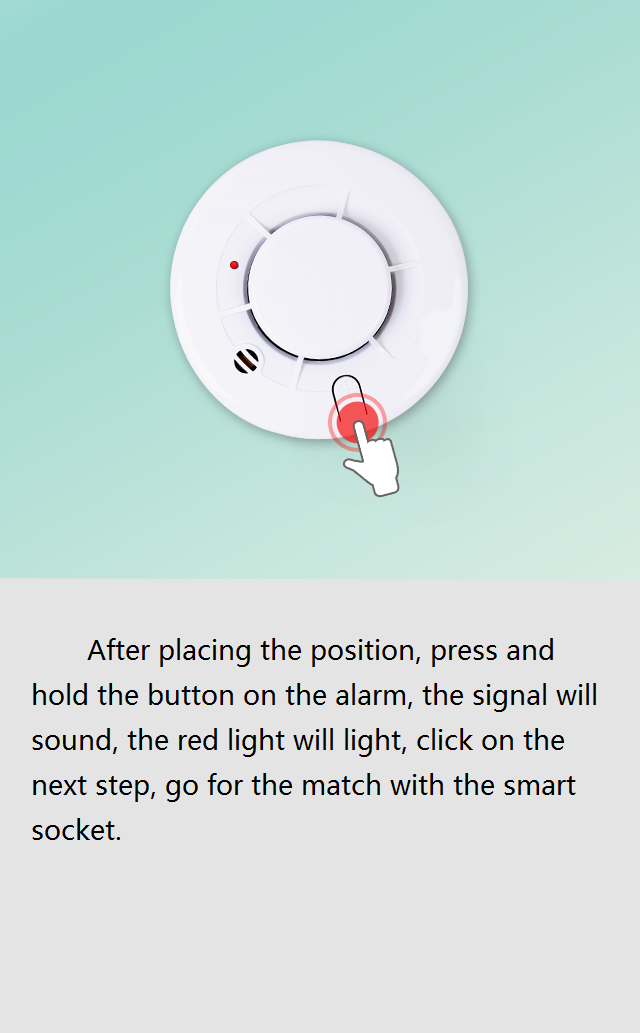 After placing the position, press and
hold the button on the alarm, the signal will
sound, the red light will light, click on the
next step, go for the match with the smart
socket.